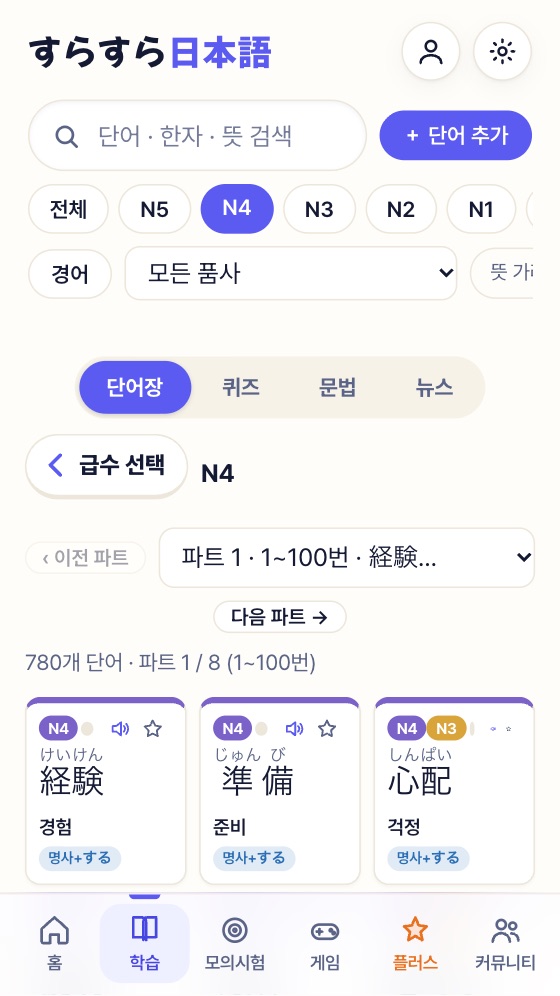 すらすら日本語
단어 · 한자 · 뜻 검색
+ 단어 추가
전체 N5 N4 N3 N2 N1
경어 모든 품사 뜻 가
단어장 퀴즈 문법 뉴스
급수 선택 N4
‹ 이전 파트 파트 1 · 1~100번 · 経験...
다음 파트 →
780개 단어 · 파트 1 / 8 (1~100번)
N4 N4 N4 N3
けいけん じゅん び しんぱい
経験 準備 心配
경험 준비 걱정
명사+する 명사+する 명사+する
홈 학습 모의시험 게임 플러스 커뮤니티